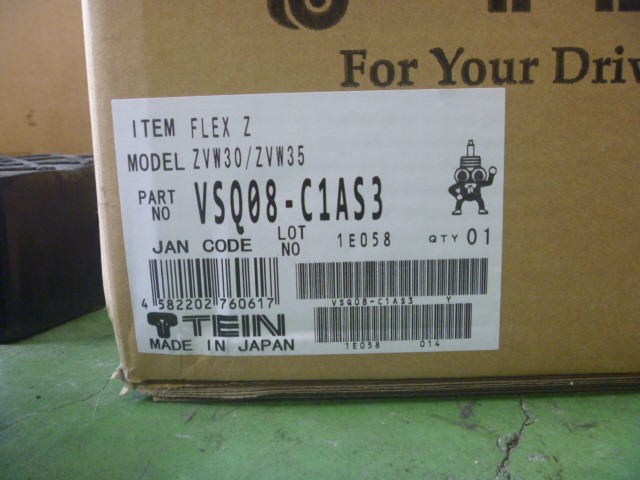 For Your Driv
ITEM FLEX Z
MODEL ZVW30/ZVW35
PART NO VSQ08-C1AS3
JAN CODE LOT NO 1E058 QTY 01
4 582202 760617
VSQ08-C1AS3 Y
TEIN
1E058 014
MADE IN JAPAN